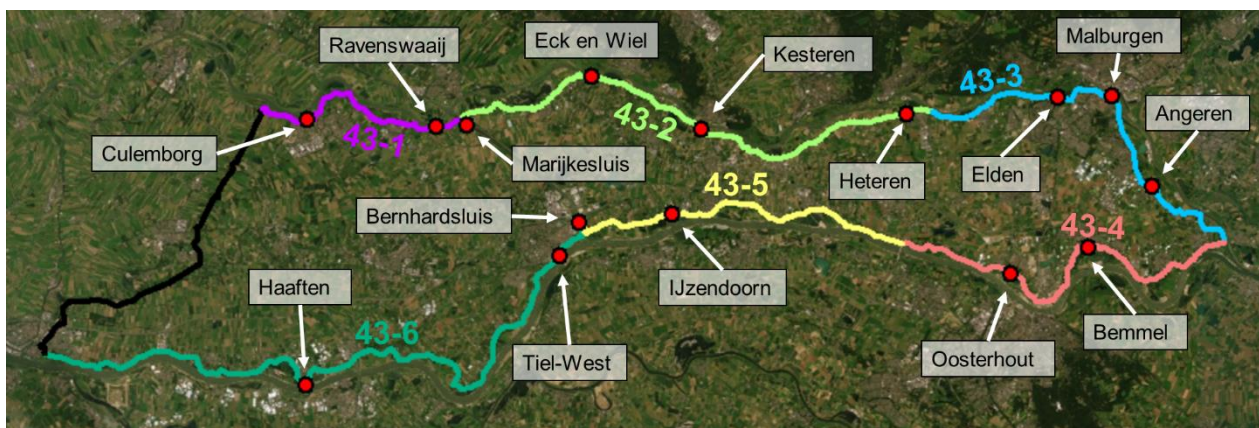 Malburgen
Eck en Wiel
Ravenswaaij
Kesteren
43-3
Angeren
43-2
43-1
Culemborg
Marijkesluis
Elden
Heteren
43-5
Bernhardsluis
43-4
Haaften
IJzendoorn
43-6
Bemmel
Tiel-West
Oosterhout